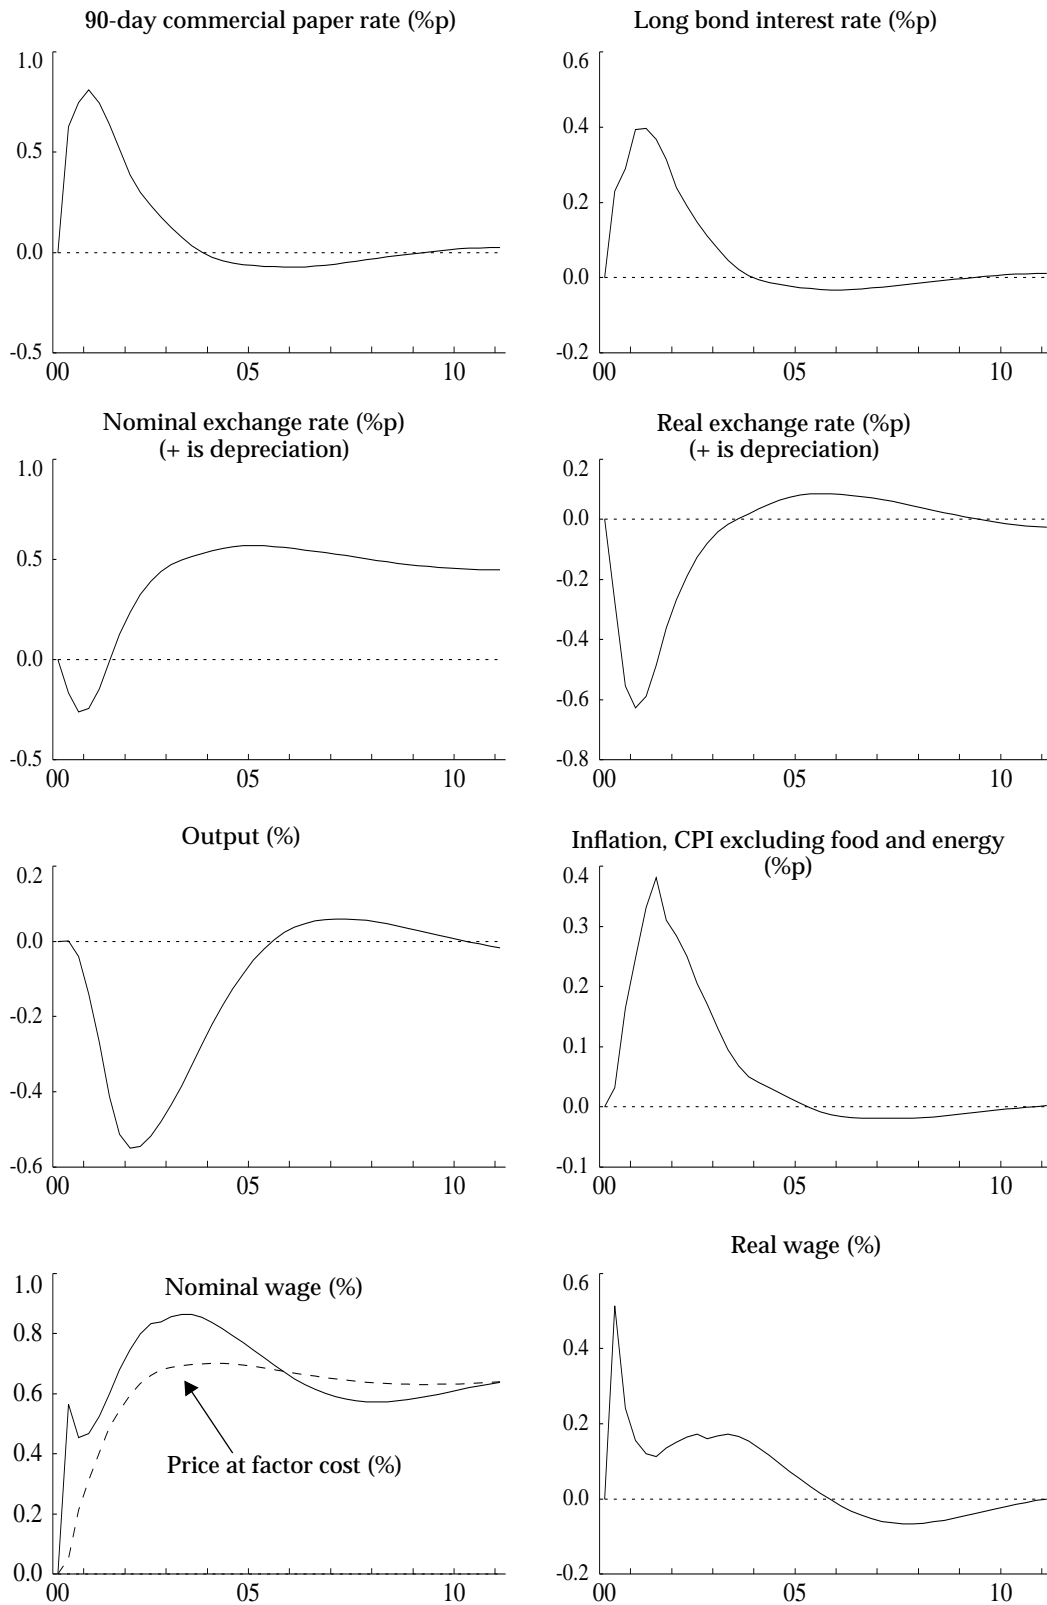 90-day commercial paper rate (%p)
1.0
0.5
0.0
-0.5
00 05 10
Long bond interest rate (%p)
0.6
0.4
0.2
0.0
-0.2
00 05 10
Nominal exchange rate (%p)
(+ is depreciation)
1.0
0.5
0.0
-0.5
00 05 10
Real exchange rate (%p)
(+ is depreciation)
0.2
0.0
-0.2
-0.4
-0.6
-0.8
00 05 10
Output (%)
0.2
0.0
-0.2
-0.4
-0.6
00 05 10
Inflation, CPI excluding food and energy
(%p)
0.4
0.3
0.2
0.1
0.0
-0.1
00 05 10
Nominal wage (%)
1.0
0.8
0.6
0.4
0.2
0.0
Price at factor cost (%)
00 05 10
Real wage (%)
0.6
0.4
0.2
0.0
-0.2
00 05 10